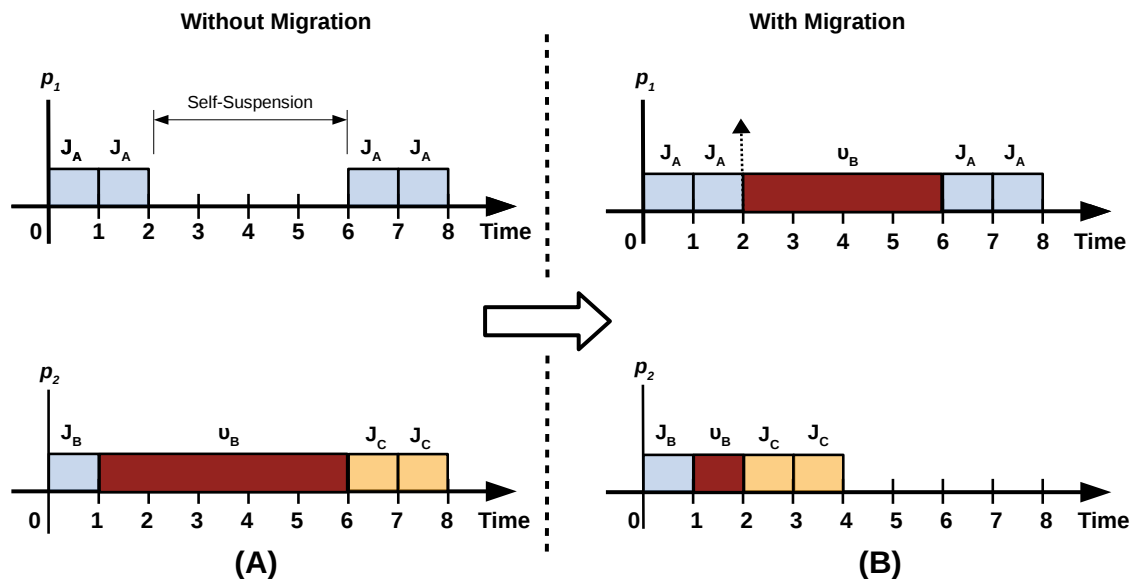 Without Migration
With Migration
p1
Self-Suspension
JA JA JA JA
0 1 2 3 4 5 6 7 8 Time
p1
JA JA υB JA JA
0 1 2 3 4 5 6 7 8 Time
p2
JB υB JC JC
0 1 2 3 4 5 6 7 8 Time
(A)
p2
JB υB JC JC
0 1 2 3 4 5 6 7 8 Time
(B)